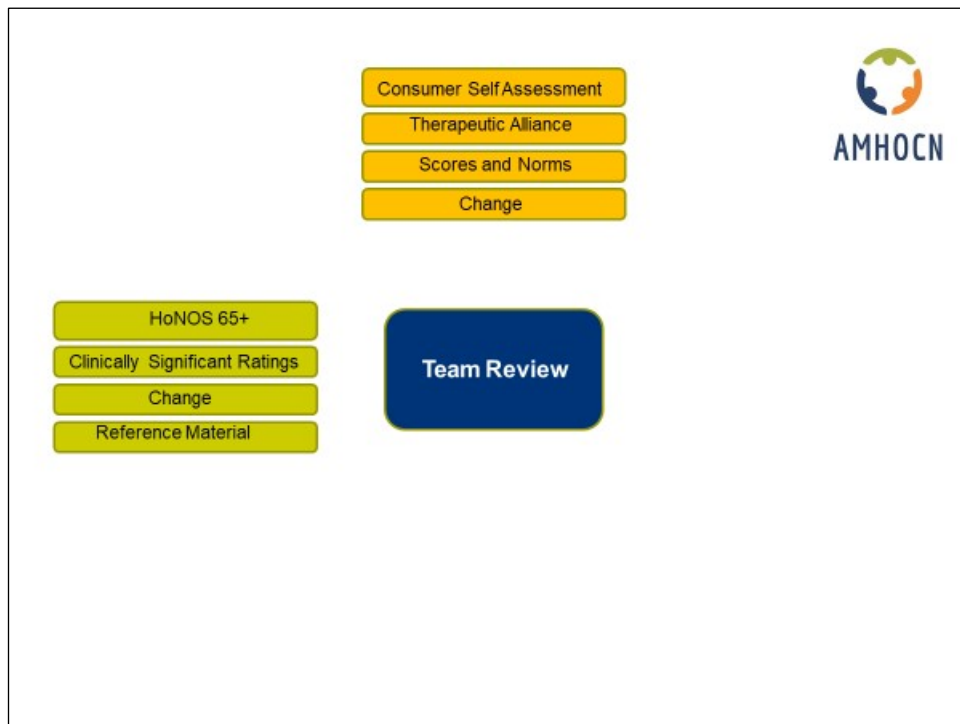 Consumer Self Assessment
Therapeutic Alliance
Scores and Norms
Change
AMHOCN
HoNOS 65+
Clinically Significant Ratings
Change
Reference Material
Team Review